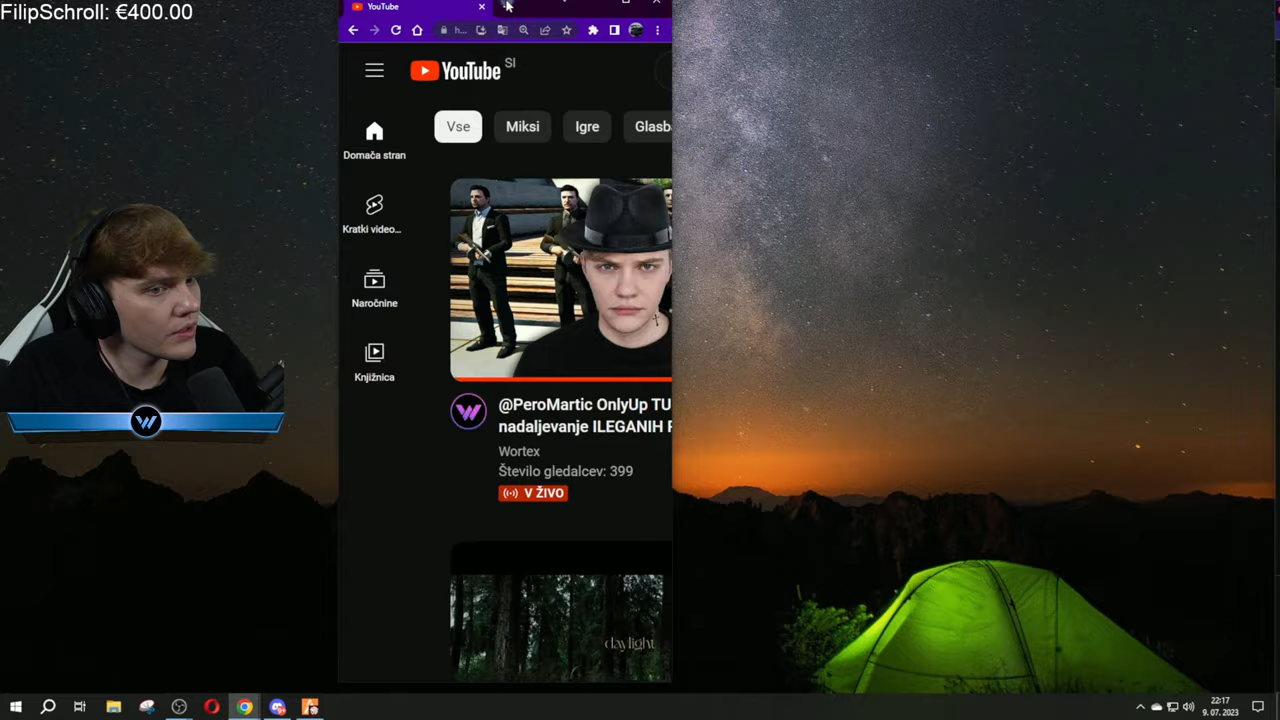 FilipSchroll: €400.00
YouTube
h...
YouTube SI
Vse
Miksi
Igre
Glasb
Domača stran
Kratki video...
Naročnine
Knjižnica
@PeroMartic OnlyUp TU
nadaljevanje ILEGANIH
Wortex
Število gledalcev: 399
V ŽIVO
daylight
22:17
9. 07. 2023